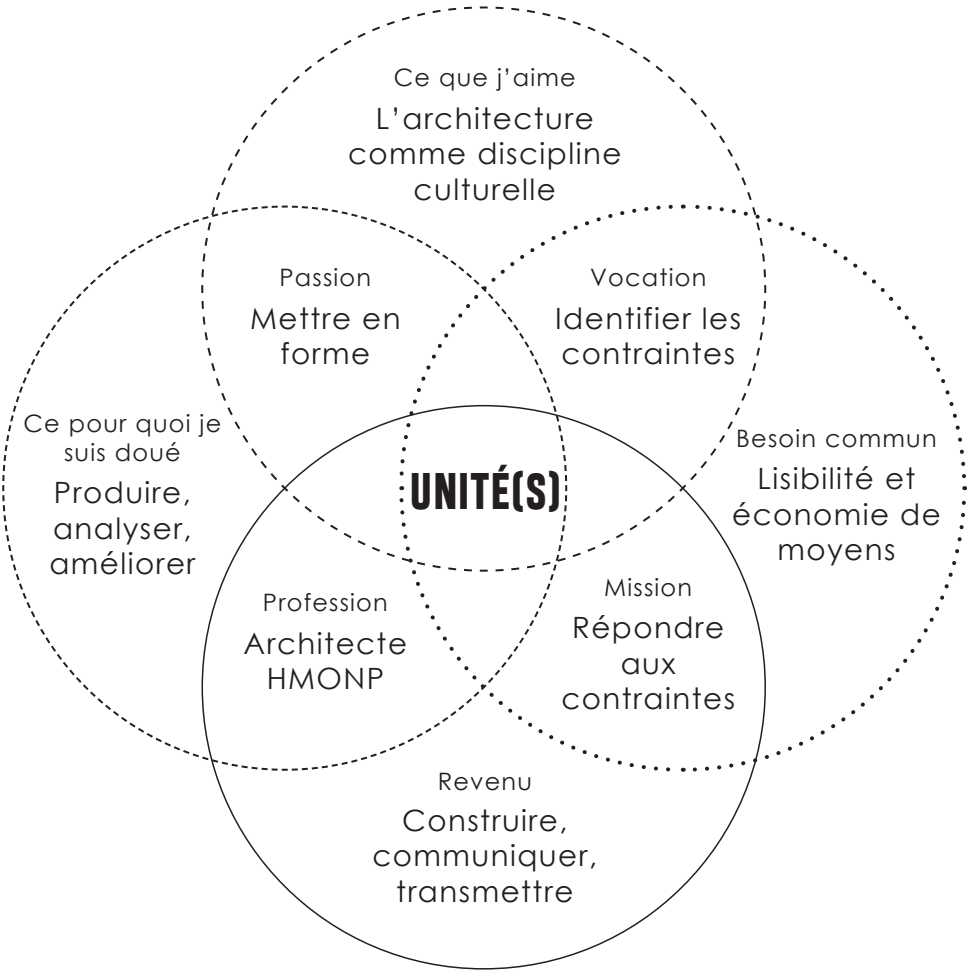 Ce que j'aime
L'architecture
comme discipline
culturelle
Passion
Mettre en
forme
Vocation
Identifier les
contraintes
Ce pour quoi je
suis doué
Produire,
analyser,
améliorer
UNITÉ(S)
Besoin commun
Lisibilité et
économie de
moyens
Profession
Architecte
HMONP
Mission
Répondre
aux
contraintes
Revenu
Construire,
communiquer,
transmettre